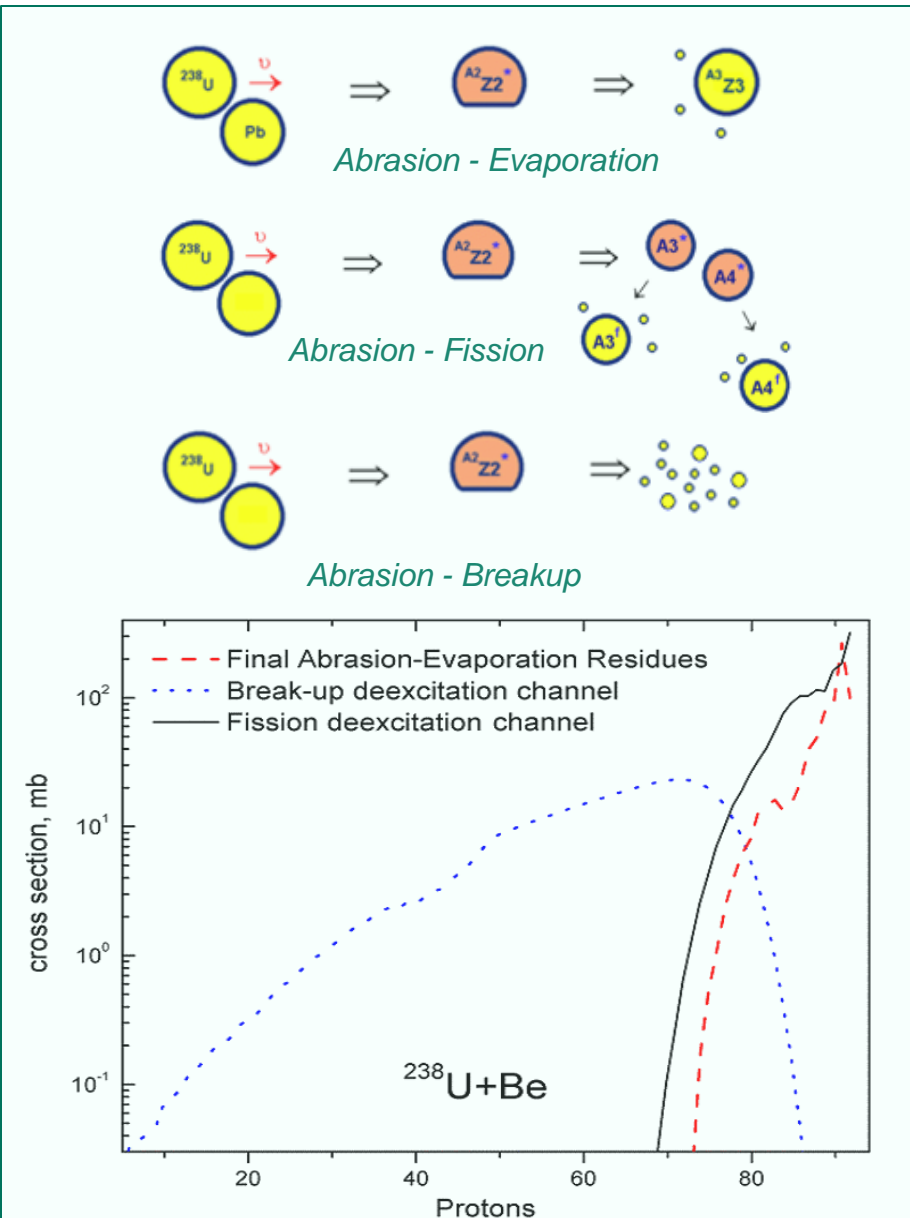 υ
²³⁸U
Pb
ᴬ²Z2*
ᴬ³Z3
Abrasion - Evaporation
υ
²³⁸U
ᴬ²Z2*
A3*
A4*
A3ᶠ
A4ᶠ
Abrasion - Fission
υ
²³⁸U
ᴬ²Z2*
Abrasion - Breakup
Final Abrasion-Evaporation Residues
Break-up deexcitation channel
Fission deexcitation channel
10²
10¹
10⁰
10⁻¹
cross section, mb
²³⁸U+Be
20 40 60 80
Protons